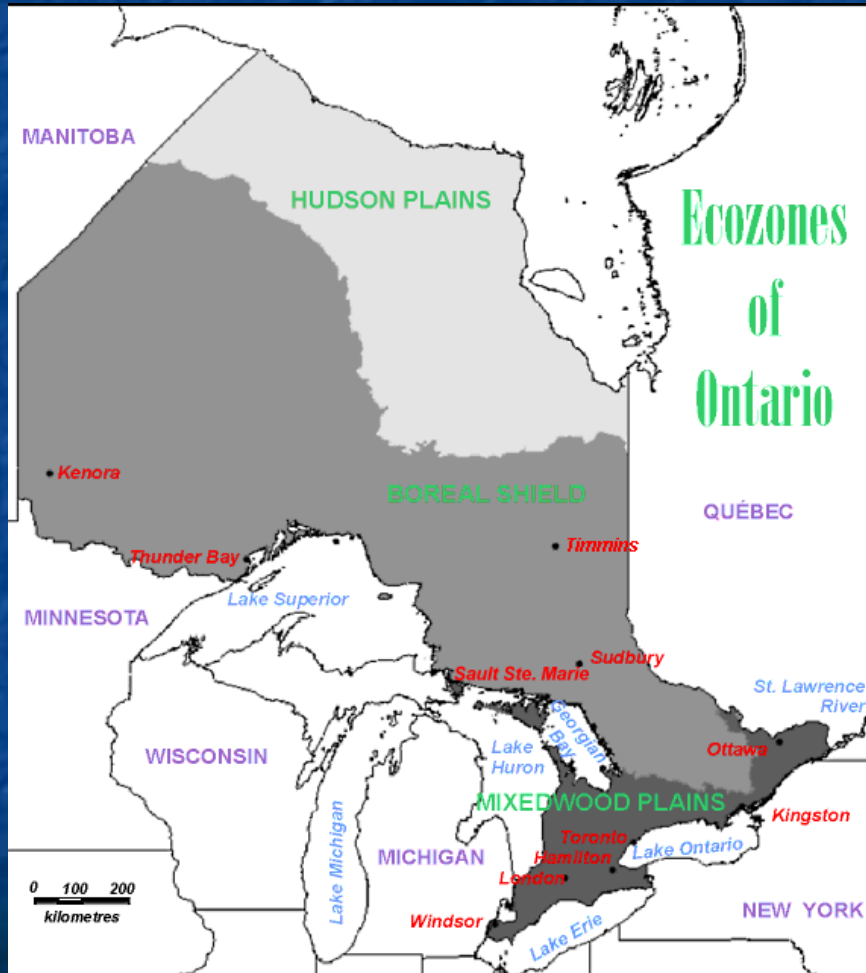 MANITOBA
HUDSON PLAINS
Ecozones
of
Ontario
Kenora
BOREAL SHIELD
QUÉBEC
Thunder Bay
Timmins
Lake Superior
MINNESOTA
Sault Ste. Marie
Sudbury
St. Lawrence
River
Georgian
Bay
WISCONSIN
Lake
Huron
Ottawa
MIXEDWOOD PLAINS
Kingston
Toronto
Hamilton
Lake Ontario
Lake Michigan
MICHIGAN
London
0 100 200
kilometres
Windsor
Lake Erie
NEW YORK